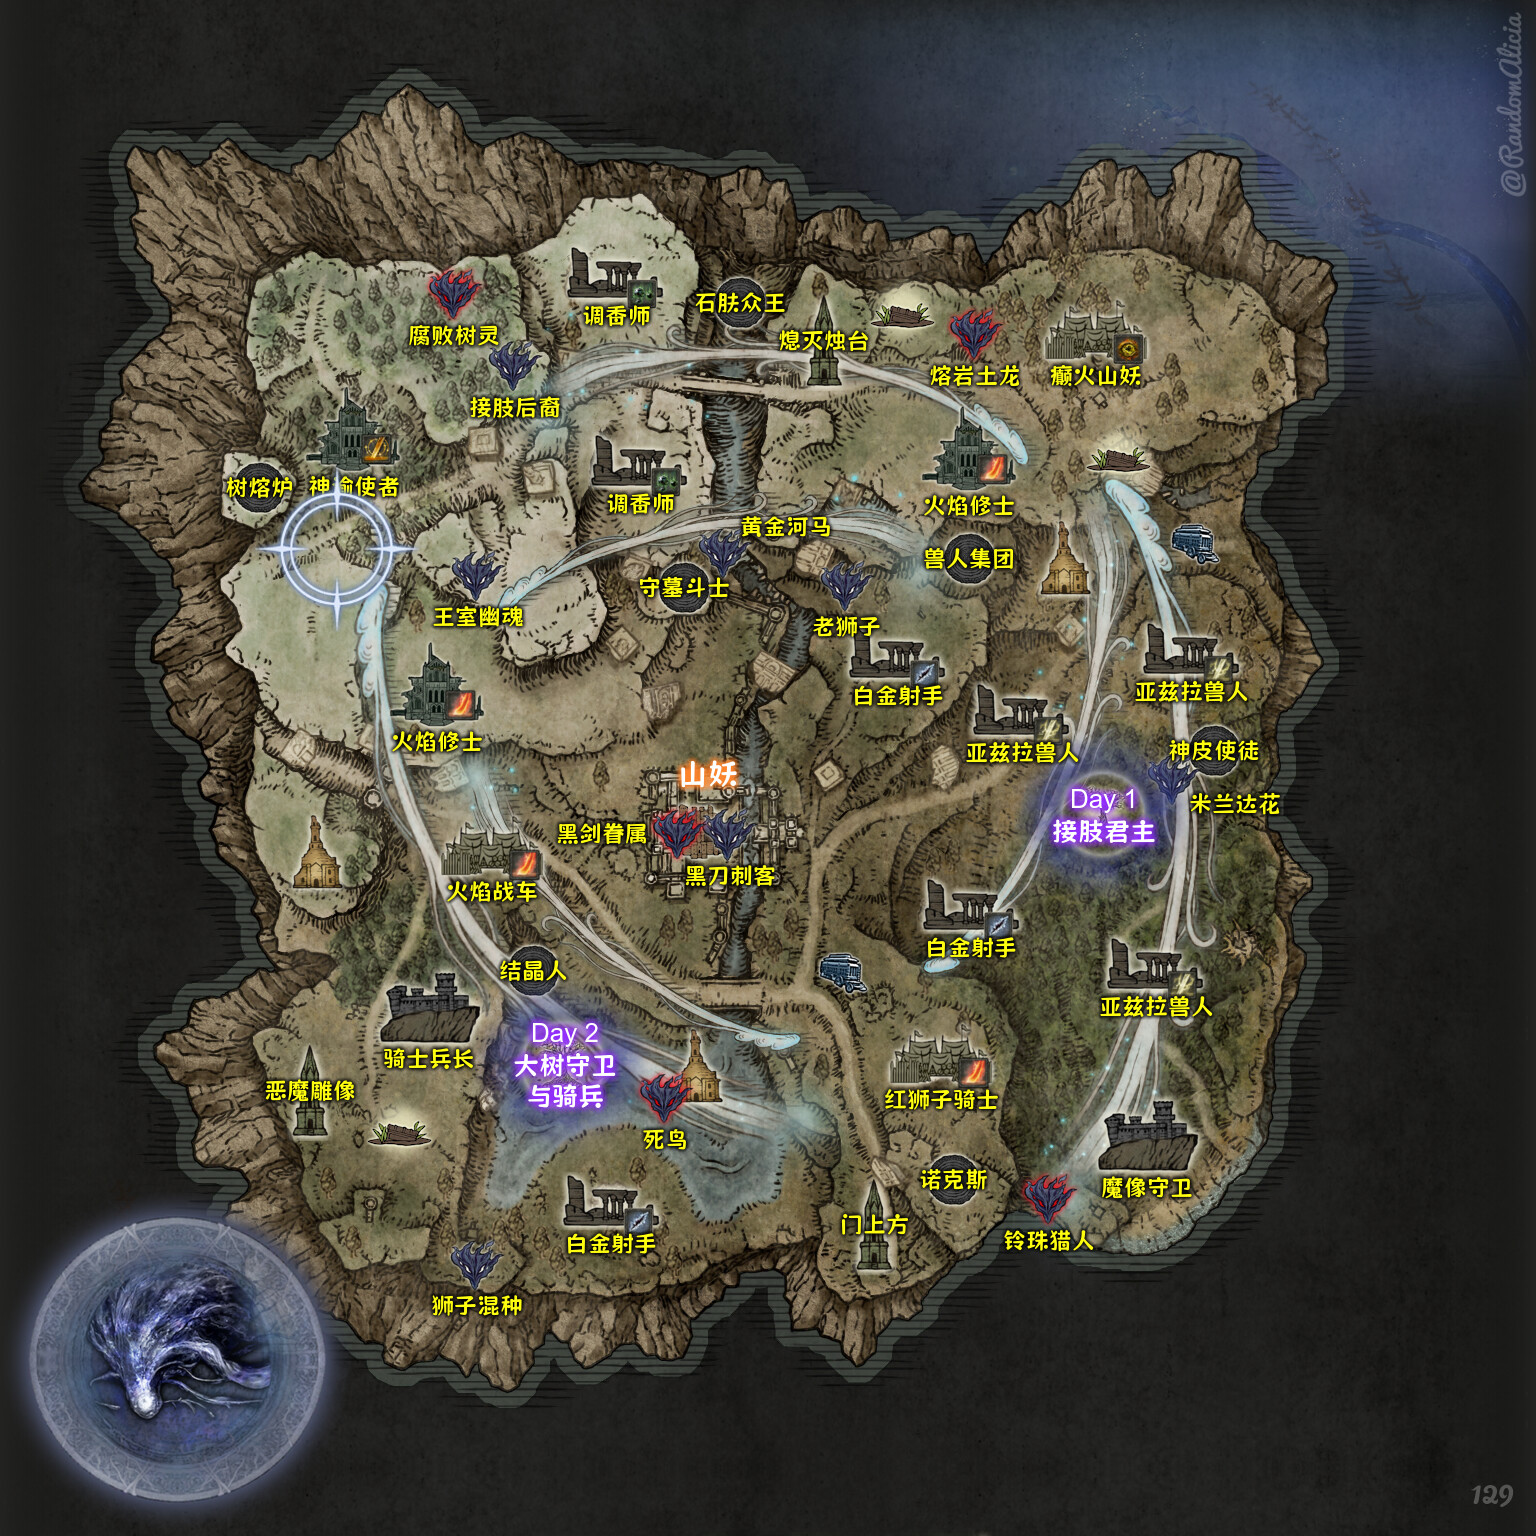 @RandomAlicia
腐败树灵
调香师
石肤众王
熄灭烛台
熔岩土龙
癫火山妖
接肢后裔
树熔炉
神谕使者
调香师
火焰修士
黄金河马
兽人集团
守墓斗士
王室幽魂
老狮子
白金射手
亚兹拉兽人
火焰修士
亚兹拉兽人
神皮使徒
山妖
Day 1
接肢君主
米兰达花
黑剑眷属
黑刀刺客
火焰战车
白金射手
结晶人
亚兹拉兽人
骑士兵长
Day 2
大树守卫
与骑兵
恶魔雕像
红狮子骑士
死鸟
诺克斯
魔像守卫
门上方
铃珠猎人
白金射手
狮子混种
129